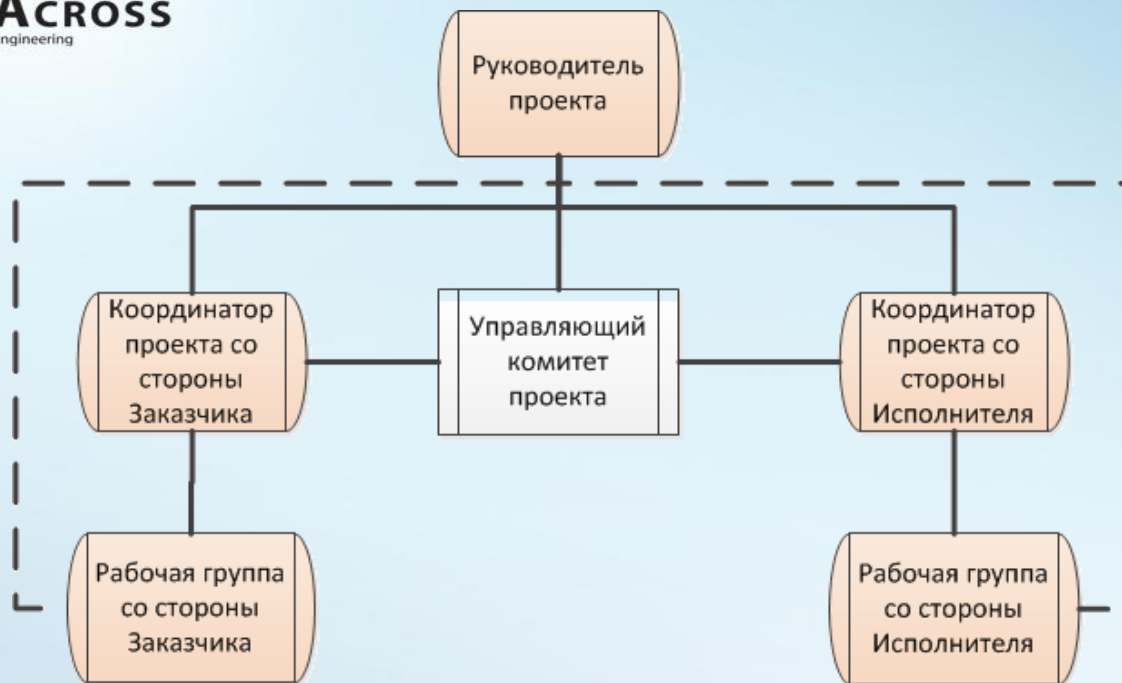 ACROSS
ngineering
Руководитель
проекта
Координатор
проекта со
стороны
Заказчика
Управляющий
комитет
проекта
Координатор
проекта со
стороны
Исполнителя
Рабочая группа
со стороны
Заказчика
Рабочая группа
со стороны
Исполнителя